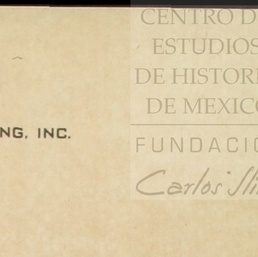 CENTRO D
ESTUDIOS
DE HISTORI
DE MEXICO
NG, INC.
FUNDACIO
Carlos Sli